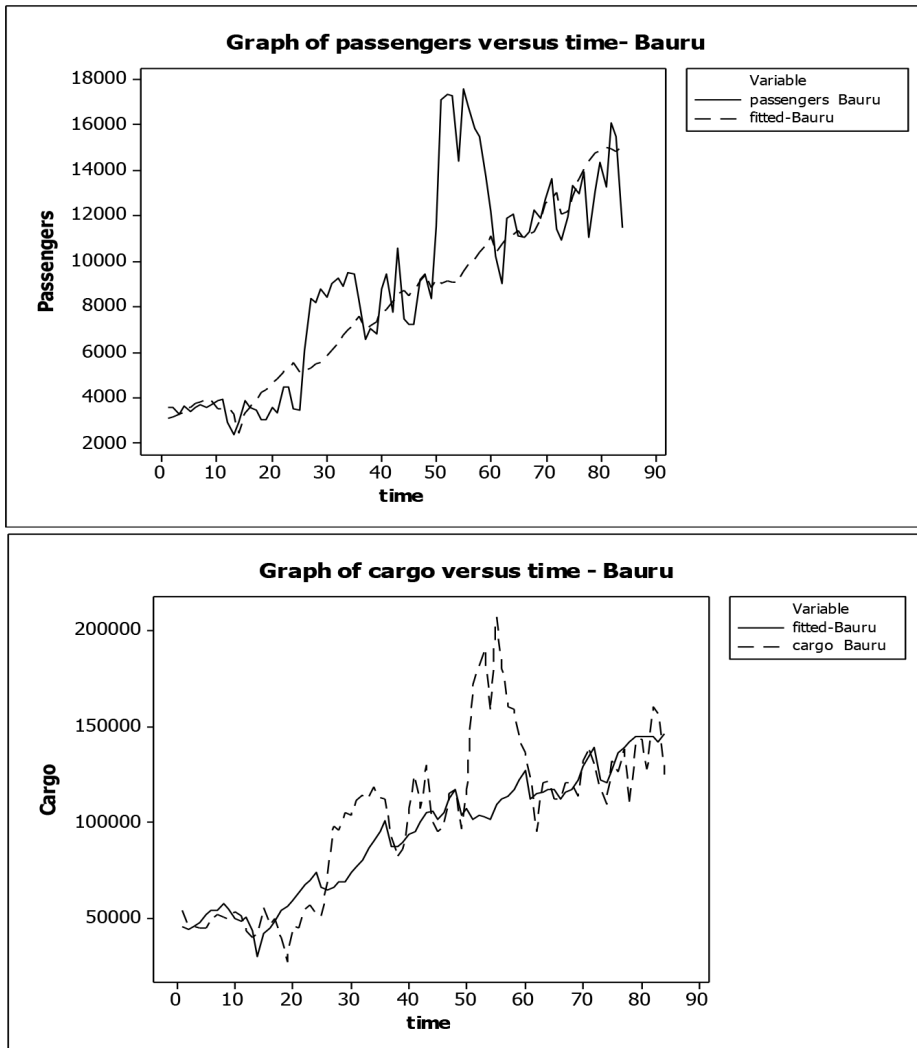 Graph of passengers versus time- Bauru
Passengers
18000
16000
14000
12000
10000
8000
6000
4000
2000
0 10 20 30 40 50 60 70 80 90
time
Variable
passengers Bauru
fitted-Bauru
Graph of cargo versus time - Bauru
Cargo
200000
150000
100000
50000
0 10 20 30 40 50 60 70 80 90
time
Variable
fitted-Bauru
cargo Bauru